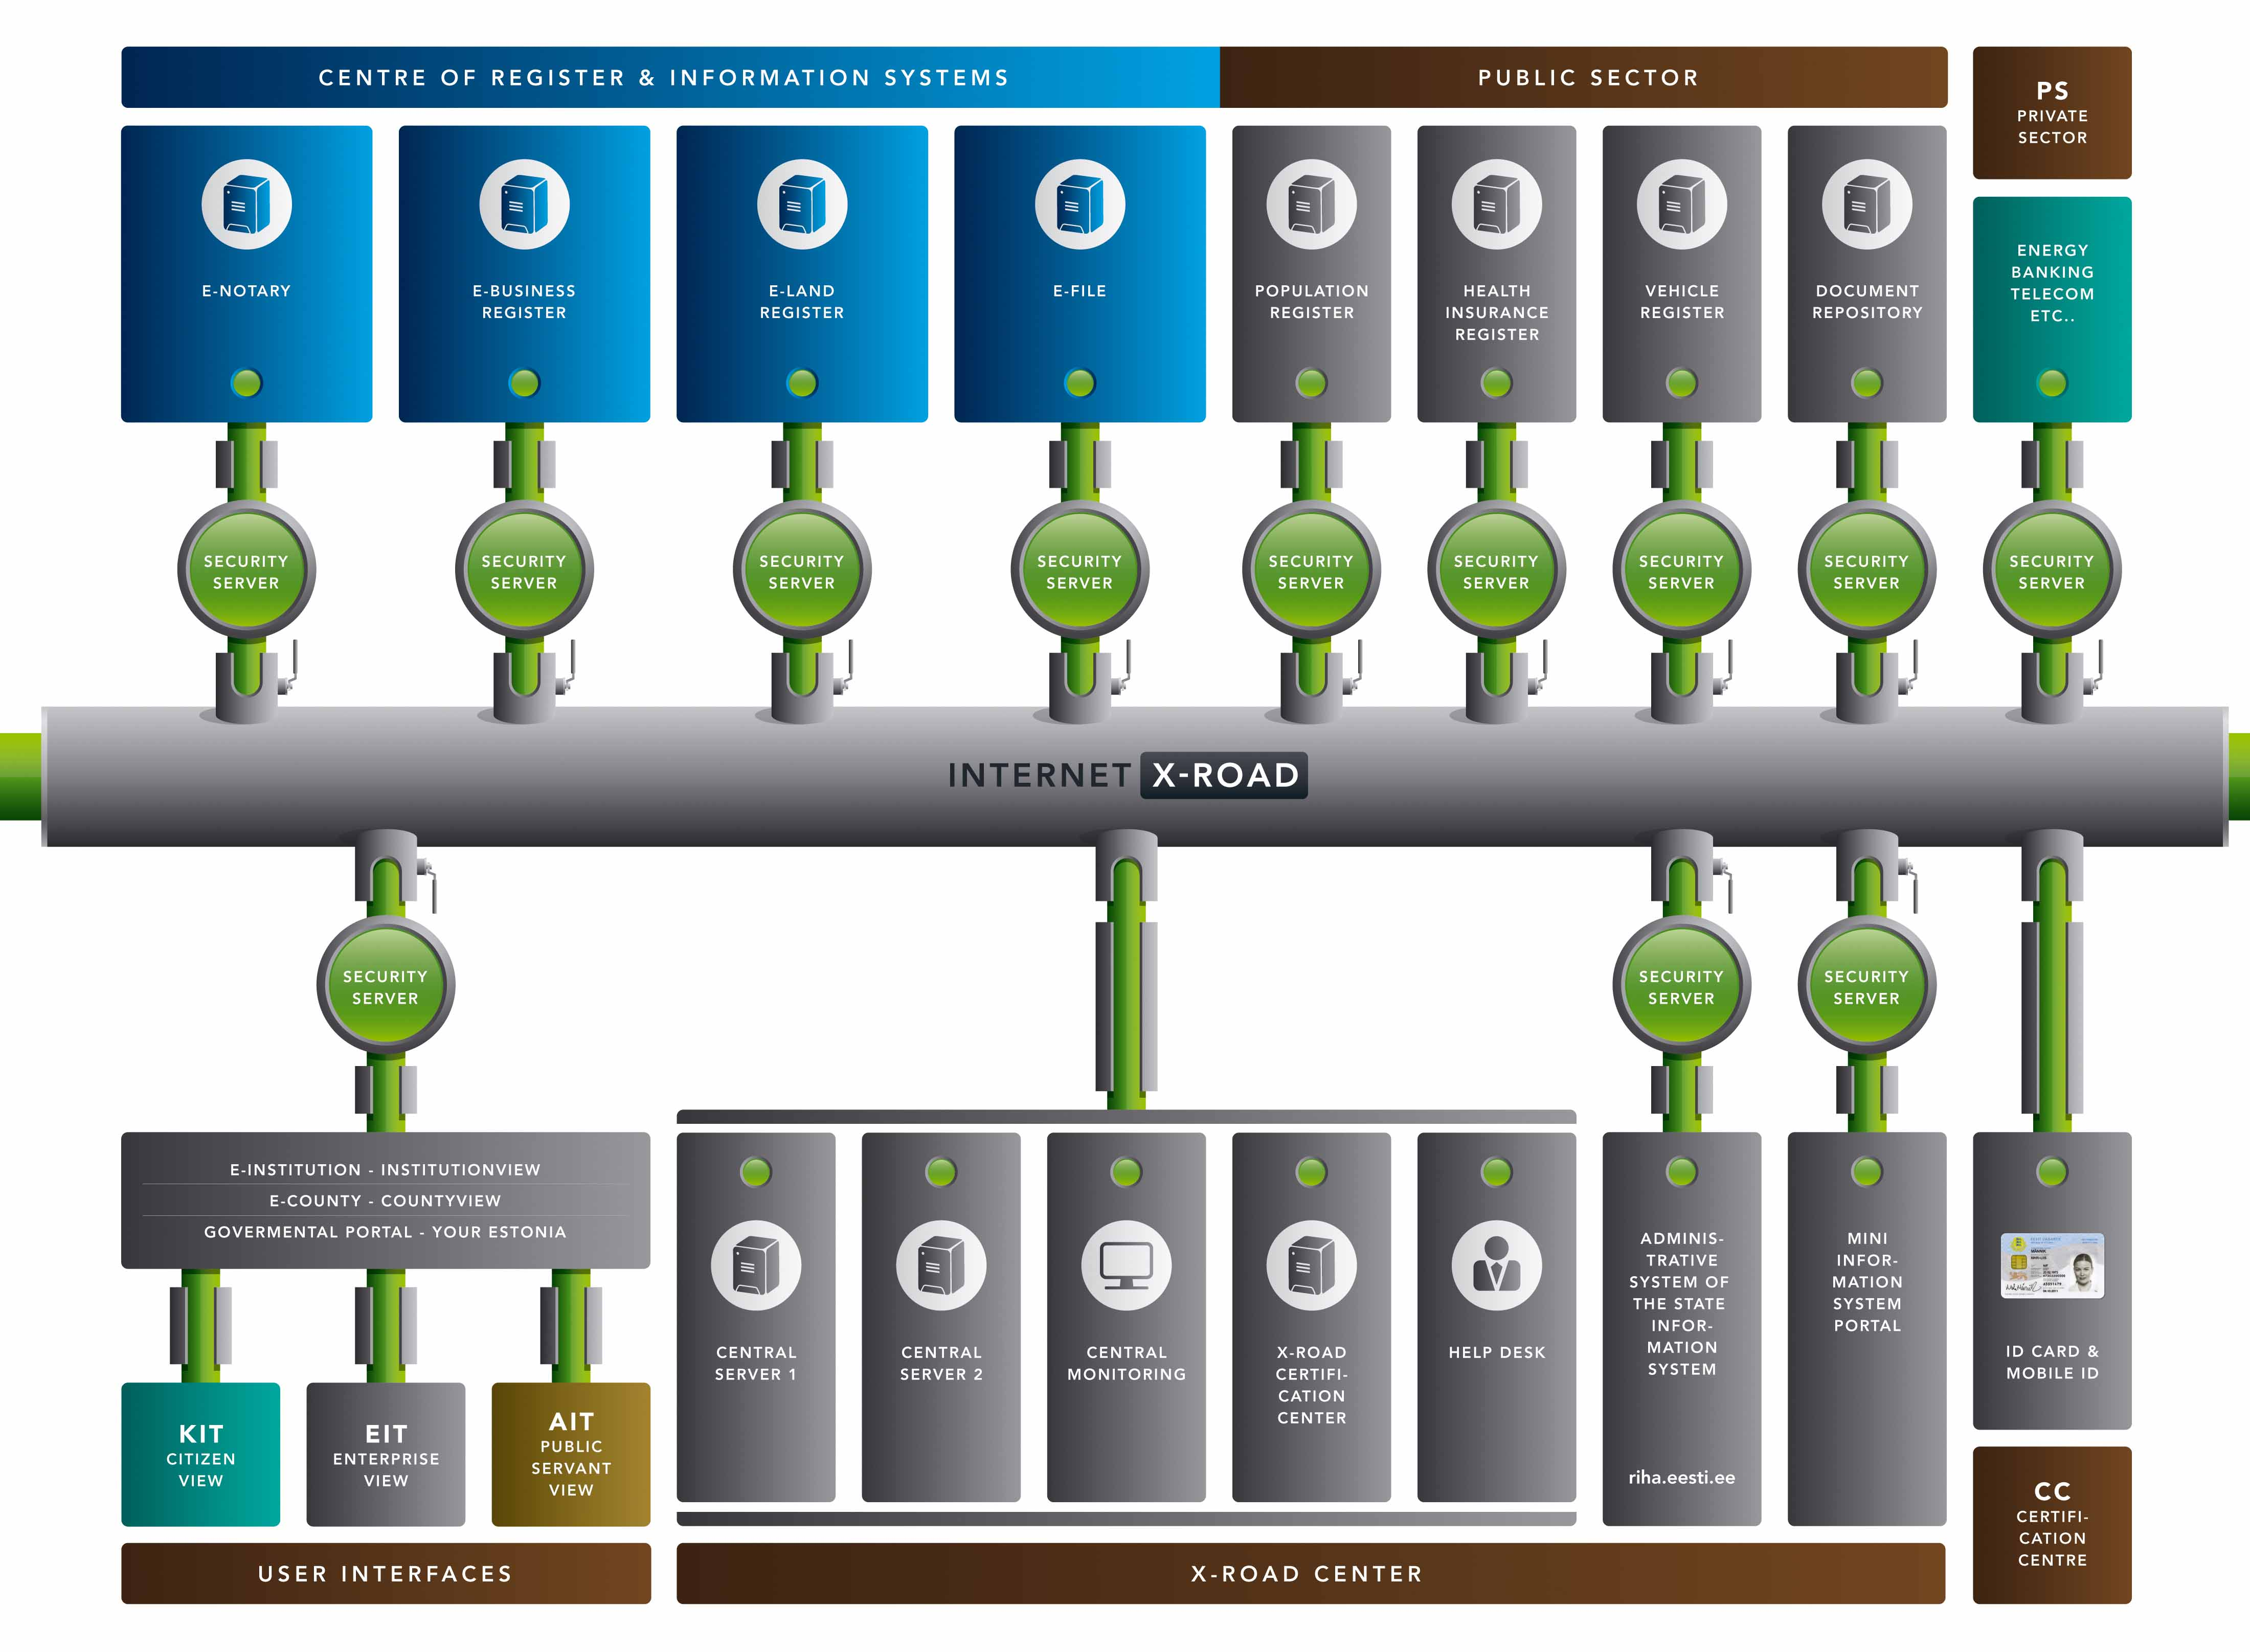 CENTRE OF REGISTER & INFORMATION SYSTEMS
PUBLIC SECTOR
PS
PRIVATE
SECTOR
E-NOTARY
E-BUSINESS
REGISTER
E-LAND
REGISTER
E-FILE
POPULATION
REGISTER
HEALTH
INSURANCE
REGISTER
VEHICLE
REGISTER
DOCUMENT
REPOSITORY
ENERGY
BANKING
TELECOM
ETC..
SECURITY
SERVER
SECURITY
SERVER
SECURITY
SERVER
SECURITY
SERVER
SECURITY
SERVER
SECURITY
SERVER
SECURITY
SERVER
SECURITY
SERVER
SECURITY
SERVER
INTERNET X-ROAD
SECURITY
SERVER
SECURITY
SERVER
SECURITY
SERVER
E-INSTITUTION - INSTITUTIONVIEW
E-COUNTY - COUNTYVIEW
GOVERMENTAL PORTAL - YOUR ESTONIA
KIT
CITIZEN
VIEW
EIT
ENTERPRISE
VIEW
AIT
PUBLIC
SERVANT
VIEW
USER INTERFACES
CENTRAL
SERVER 1
CENTRAL
SERVER 2
CENTRAL
MONITORING
X-ROAD
CERTIFI-
CATION
CENTER
HELP DESK
ADMINIS-
TRATIVE
SYSTEM OF
THE STATE
INFOR-
MATION
SYSTEM
riha.eesti.ee
MINI
INFOR-
MATION
SYSTEM
PORTAL
X-ROAD CENTER
ID CARD &
MOBILE ID
CC
CERTIFI-
CATION
CENTRE